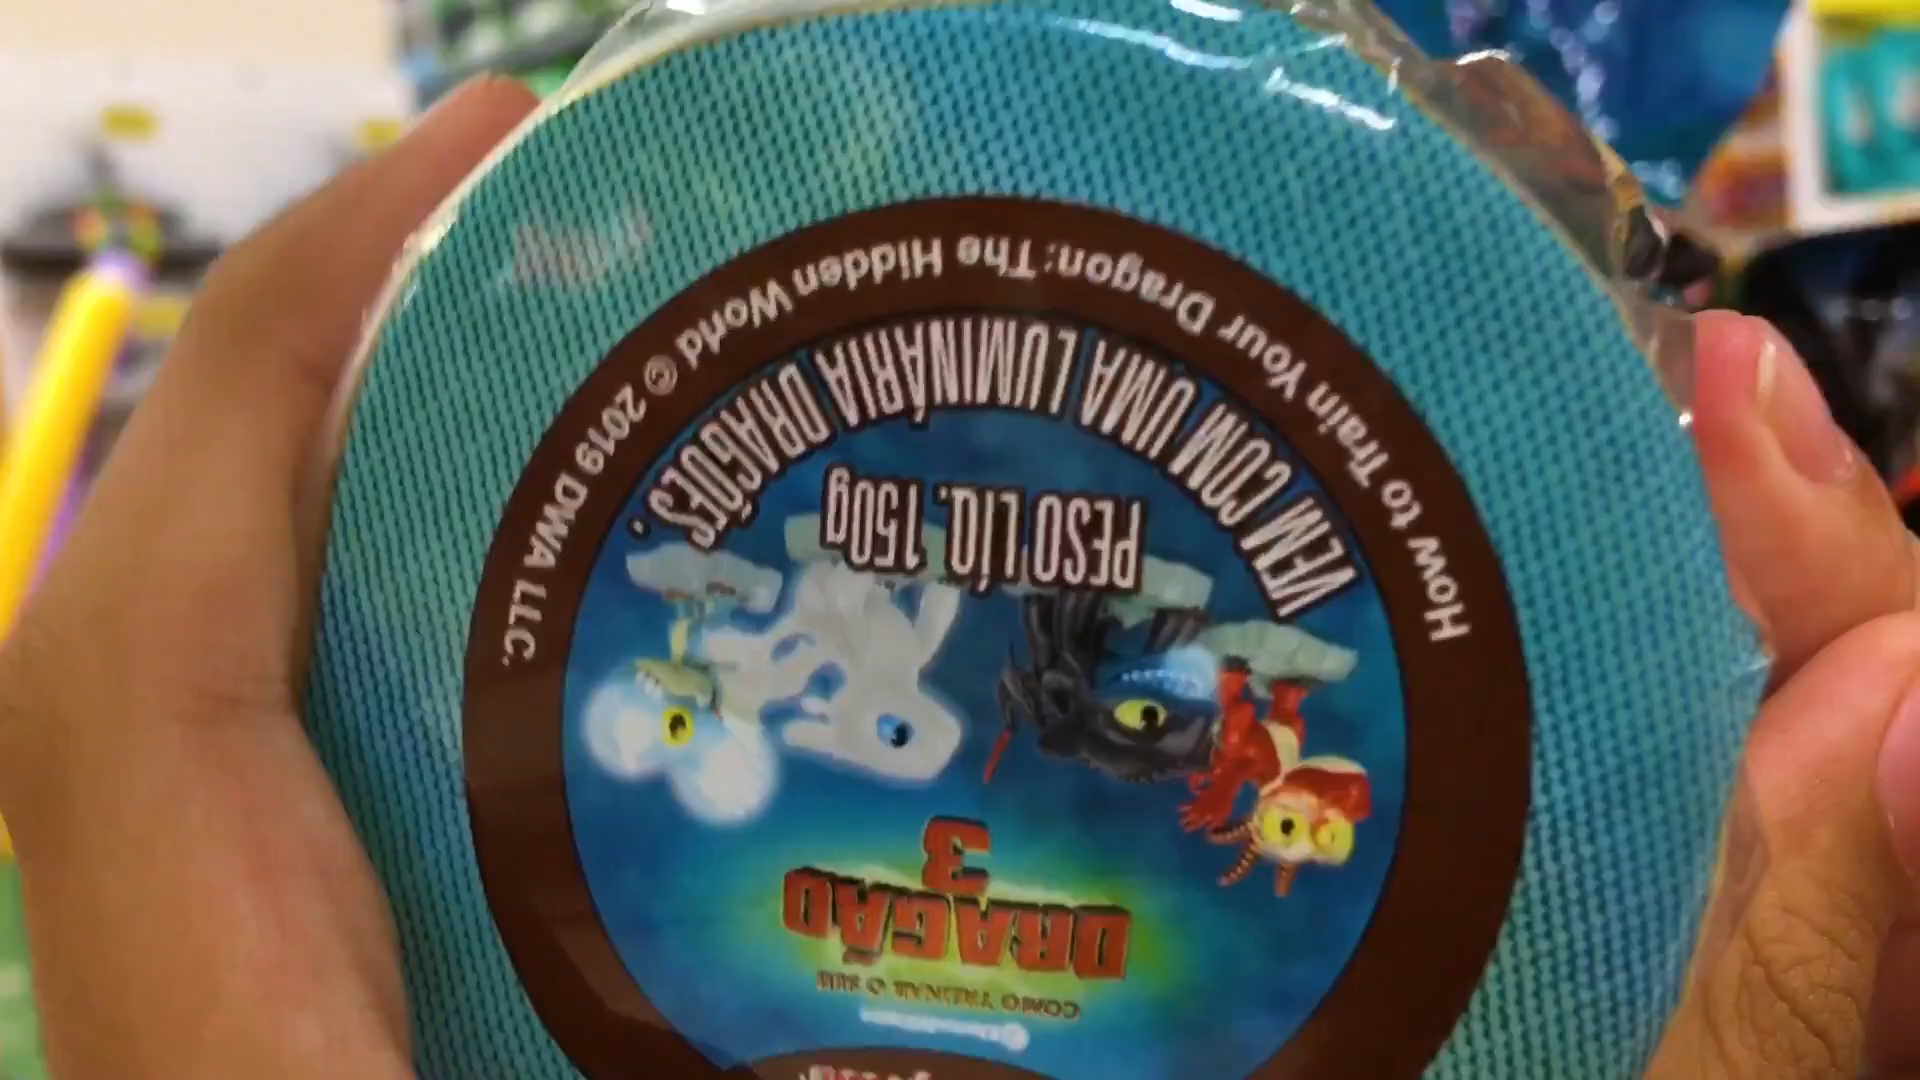 DreamWorks
COMO TREINAR O SEU
DRAGÃO
3
PESO LÍQ. 150g
VEM COM UMA LUMINÁRIA DRAGÕES.
How to Train Your Dragon: The Hidden World © 2019 DWA LLC.